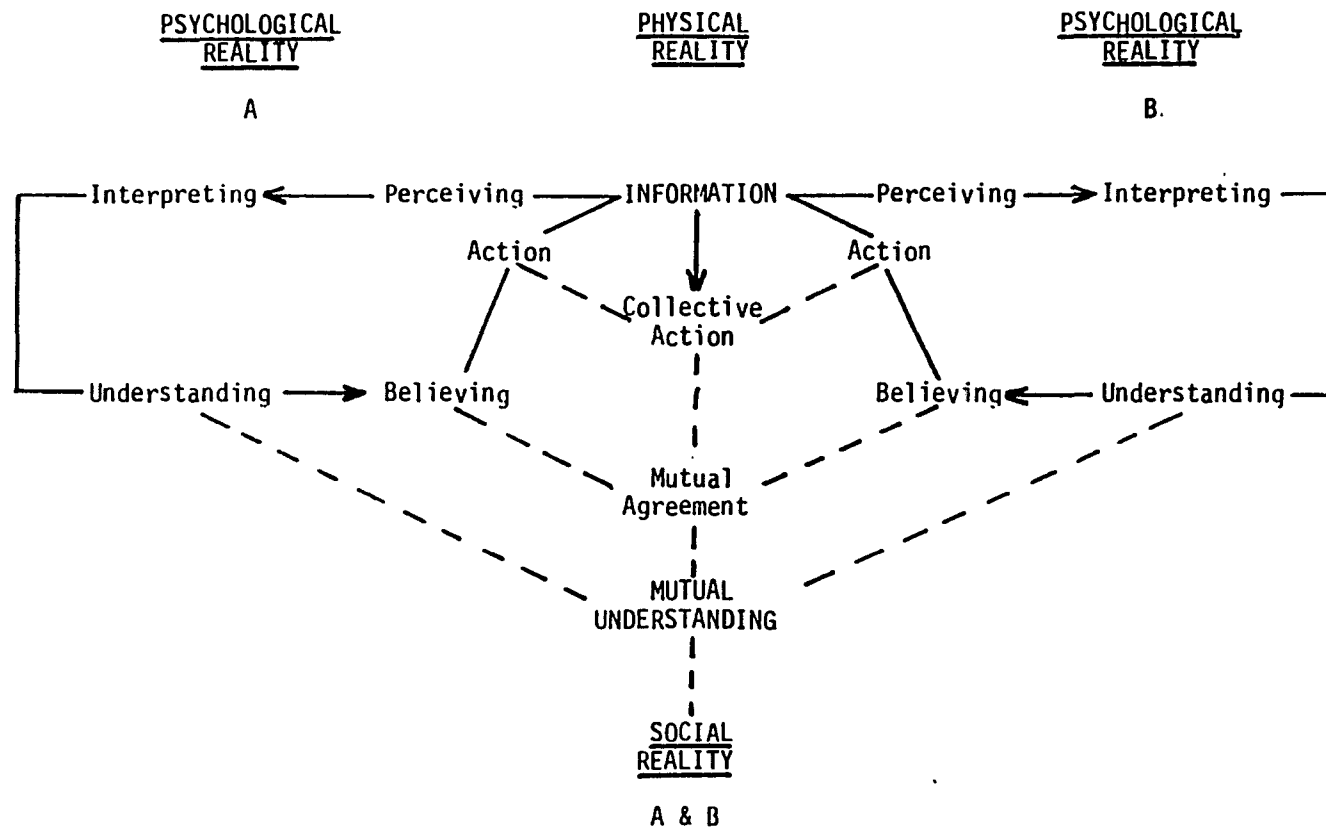 PSYCHOLOGICAL PHYSICAL PSYCHOLOGICAL
REALITY REALITY REALITY
A B.
Interpreting Perceiving INFORMATION Perceiving Interpreting
Action Action
Collective
Action
Understanding Believing Believing Understanding
Mutual
Agreement
MUTUAL
UNDERSTANDING
SOCIAL
REALITY
A & B